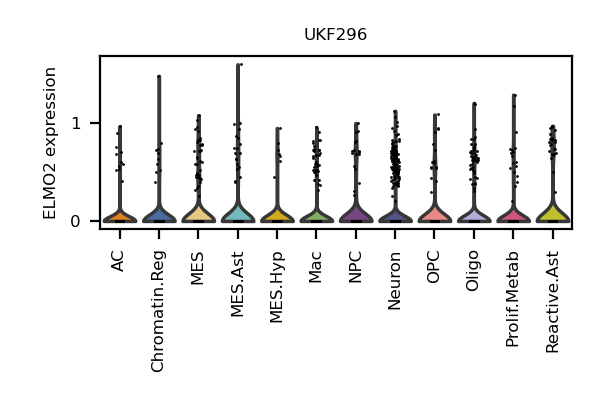 UKF296
ELMO2 expression
1
0
AC
Chromatin.Reg
MES
MES.Ast
MES.Hyp
Mac
NPC
Neuron
OPC
Oligo
Prolif.Metab
Reactive.Ast